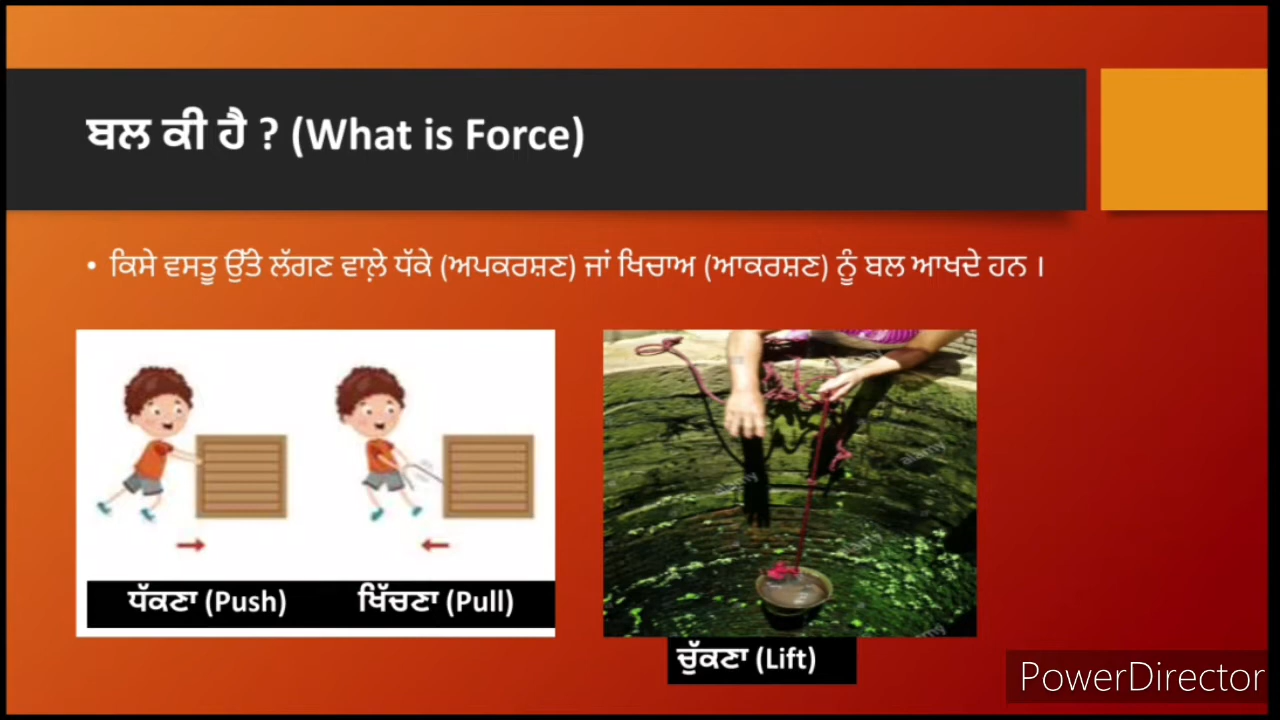 ਬਲ ਕੀ ਹੈ ? (What is Force)
• ਕਿਸੇ ਵਸਤੂ ਉੱਤੇ ਲੱਗਣ ਵਾਲ਼ੇ ਧੱਕੇ (ਅਪਕਰਸ਼ਣ) ਜਾਂ ਖਿਚਾਅ (ਆਕਰਸ਼ਣ) ਨੂੰ ਬਲ ਆਖਦੇ ਹਨ ।
ਧੱਕਣਾ (Push) ਖਿੱਚਣਾ (Pull)
ਚੁੱਕਣਾ (Lift)
PowerDirector